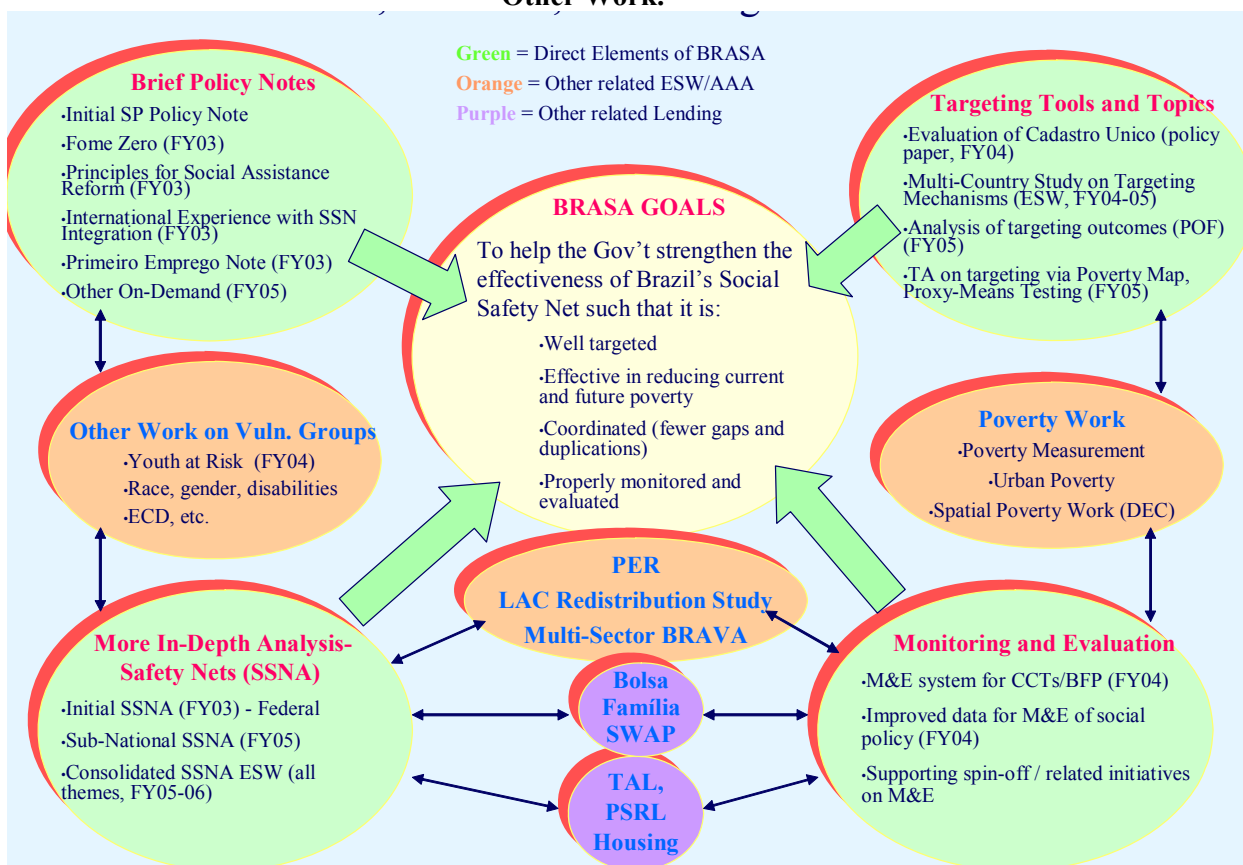 Other Work.
Green = Direct Elements of BRASA
Orange = Other related ESW/AAA
Purple = Other related Lending
Brief Policy Notes
•Initial SP Policy Note
•Fome Zero (FY03)
•Principles for Social Assistance
Reform (FY03)
•International Experience with SSN
Integration (FY03)
•Primeiro Emprego Note (FY03)
•Other On-Demand (FY05)
Targeting Tools and Topics
•Evaluation of Cadastro Unico (policy
paper, FY04)
•Multi-Country Study on Targeting
Mechanisms (ESW, FY04-05)
•Analysis of targeting outcomes (POF)
(FY05)
•TA on targeting via Poverty Map,
Proxy-Means Testing (FY05)
BRASA GOALS
To help the Gov't strengthen the
effectiveness of Brazil's Social
Safety Net such that it is:
•Well targeted
•Effective in reducing current
and future poverty
•Coordinated (fewer gaps and
duplications)
•Properly monitored and
evaluated
Other Work on Vuln. Groups
•Youth at Risk (FY04)
•Race, gender, disabilities
•ECD, etc.
Poverty Work
•Poverty Measurement
•Urban Poverty
•Spatial Poverty Work (DEC)
PER
LAC Redistribution Study
Multi-Sector BRAVA
More In-Depth Analysis-
Safety Nets (SSNA)
•Initial SSNA (FY03) - Federal
•Sub-National SSNA (FY05)
•Consolidated SSNA ESW (all
themes, FY05-06)
Bolsa
Família
SWAP
TAL,
PSRL
Housing
Monitoring and Evaluation
•M&E system for CCTs/BFP (FY04)
•Improved data for M&E of social
policy (FY04)
•Supporting spin-off / related initiatives
on M&E